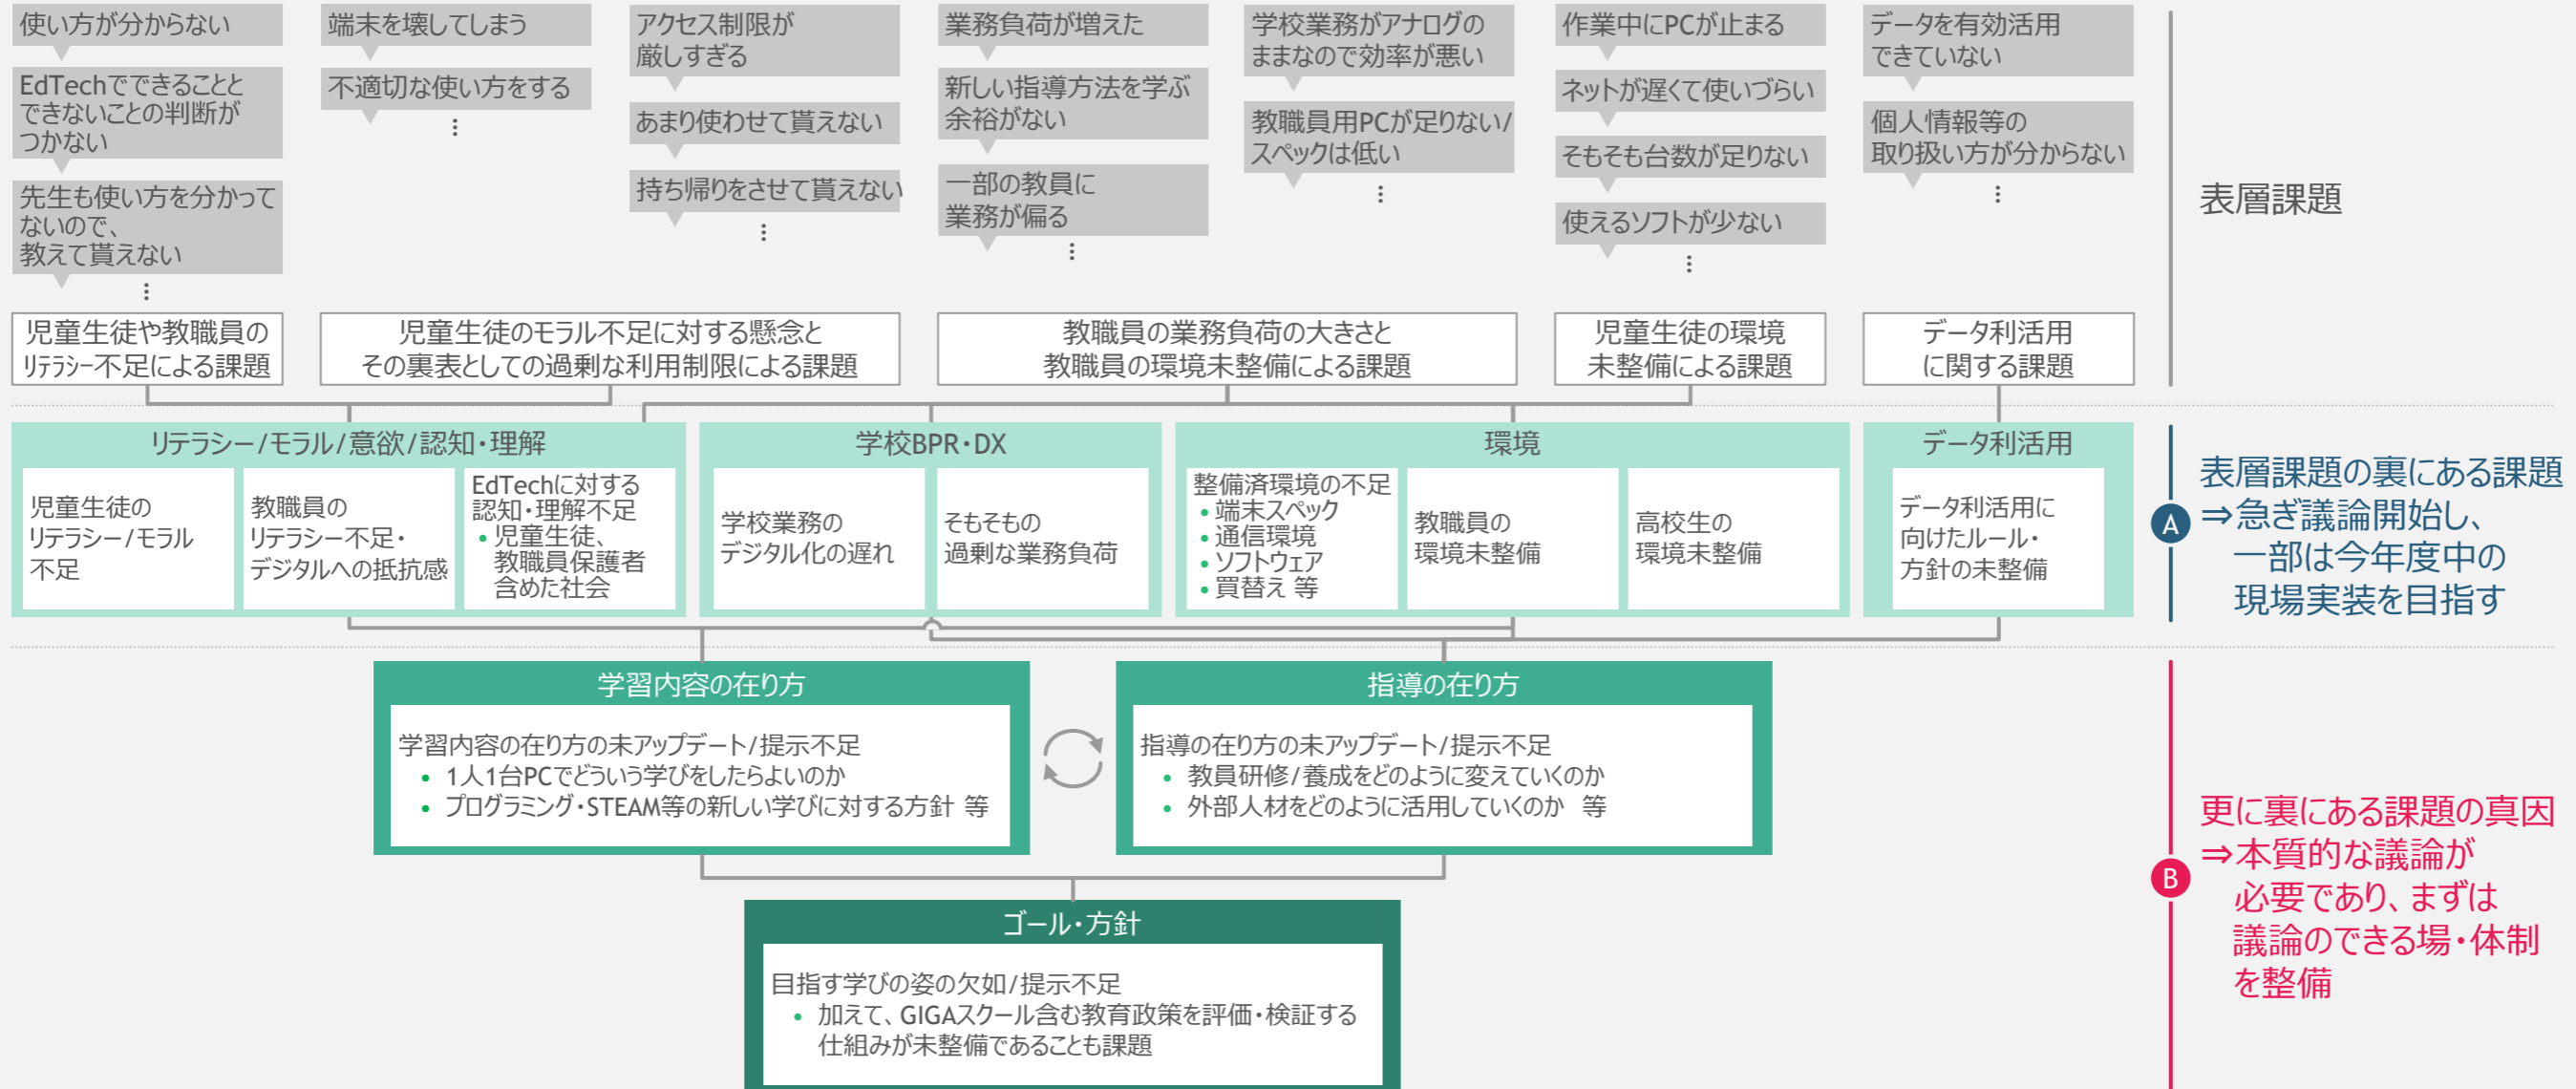 使い方が分からない
EdTechでできることと
できないことの判断が
つかない
先生も使い方を分かって
ないので、
教えて貰えない
⋮
端末を壊してしまう
不適切な使い方をする
⋮
アクセス制限が
厳しすぎる
あまり使わせて貰えない
持ち帰りをさせて貰えない
⋮
業務負荷が増えた
新しい指導方法を学ぶ
余裕がない
一部の教員に
業務が偏る
⋮
学校業務がアナログの
ままなので効率が悪い
教職員用PCが足りない/
スペックは低い
⋮
作業中にPCが止まる
ネットが遅くて使いづらい
そもそも台数が足りない
使えるソフトが少ない
⋮
データを有効活用
できていない
個人情報等の
取り扱い方が分からない
⋮
表層課題
児童生徒や教職員の
リテラシー不足による課題
児童生徒のモラル不足に対する懸念と
その裏表としての過剰な利用制限による課題
教職員の業務負荷の大きさと
教職員の環境未整備による課題
児童生徒の環境
未整備による課題
データ利活用
に関する課題
リテラシー/モラル/意欲/認知・理解
児童生徒の
リテラシー/モラル
不足
教職員の
リテラシー不足・
デジタルへの抵抗感
EdTechに対する
認知・理解不足
• 児童生徒、
教職員保護者
含めた社会
学校BPR・DX
学校業務の
デジタル化の遅れ
そもそもの
過剰な業務負荷
環境
整備済環境の不足
• 端末スペック
• 通信環境
• ソフトウェア
• 買替え 等
教職員の
環境未整備
高校生の
環境未整備
データ利活用
データ利活用に
向けたルール・
方針の未整備
A
表層課題の裏にある課題
⇒急ぎ議論開始し、
一部は今年度中の
現場実装を目指す
学習内容の在り方
学習内容の在り方の未アップデート/提示不足
• 1人1台PCでどういう学びをしたらよいのか
• プログラミング・STEAM等の新しい学びに対する方針 等
指導の在り方
指導の在り方の未アップデート/提示不足
• 教員研修/養成をどのように変えていくのか
• 外部人材をどのように活用していくのか 等
ゴール・方針
目指す学びの姿の欠如/提示不足
• 加えて、GIGAスクール含む教育政策を評価・検証する
仕組みが未整備であることも課題
B
更に裏にある課題の真因
⇒本質的な議論が
必要であり、まずは
議論のできる場・体制
を整備